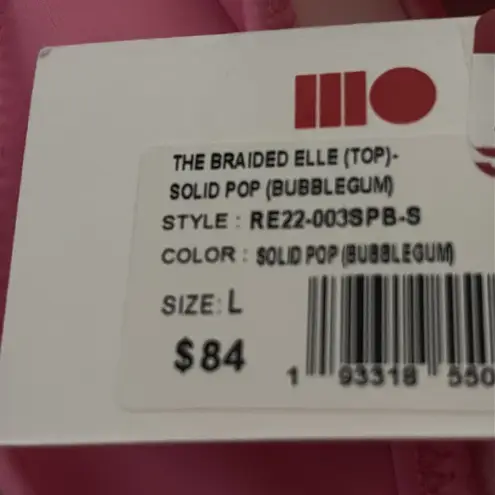 THE BRAIDED ELLE (TOP)-
SOLID POP (BUBBLEGUM)
STYLE : RE22-003SPB-S
COLOR : SOLID POP (BUBBLEGUM)
SIZE: L
$84
1 93318 550